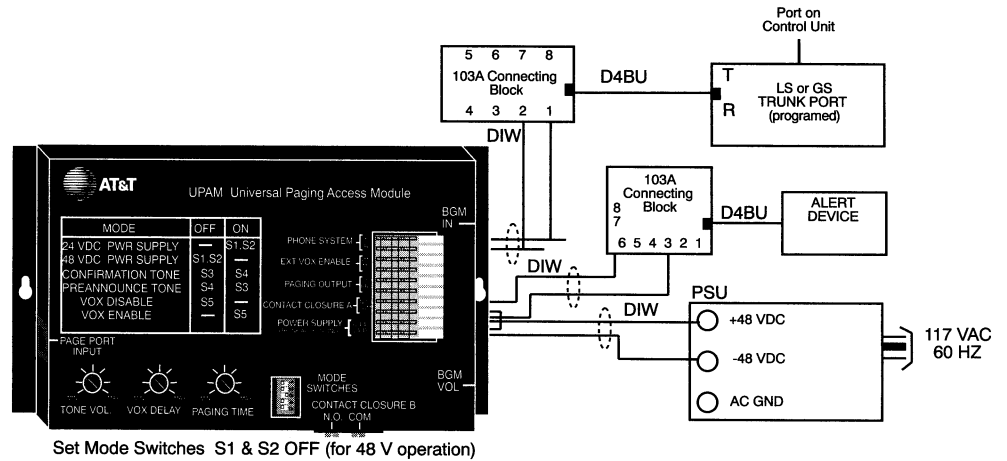 AT&T
UPAM Universal Paging Access Module
BGM
IN
MODE OFF ON
24 VDC PWR SUPPLY — S1.S2
48 VDC PWR SUPPLY S1.S2 —
CONFIRMATION TONE S3 S4
PREANNOUNCE TONE S4 S3
VOX DISABLE S5 —
VOX ENABLE — S5
PHONE SYSTEM
EXT VOX ENABLE
PAGING OUTPUT
CONTACT CLOSURE A
POWER SUPPLY
PAGE PORT
INPUT
TONE VOL.
VOX DELAY
PAGING TIME
MODE
SWITCHES
BGM
VOL
CONTACT CLOSURE B
N.O. COM
Set Mode Switches S1 & S2 OFF (for 48 V operation)
5 6 7 8
103A Connecting
Block
4 3 2 1
D4BU
Port on
Control Unit
T
R
LS or GS
TRUNK PORT
(programed)
DIW
103A
Connecting
Block
8
7
6 5 4 3 2 1
D4BU
ALERT
DEVICE
DIW
DIW
PSU
+48 VDC
-48 VDC
AC GND
117 VAC
60 HZ